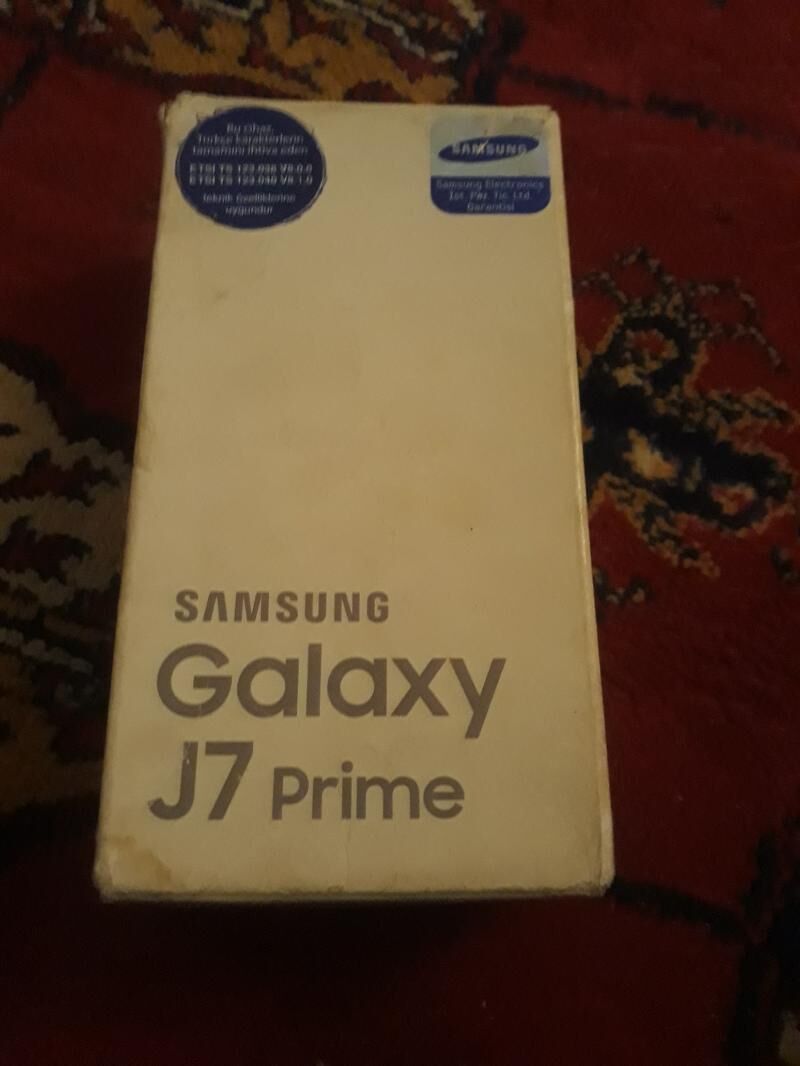 Bu cihaz,
Türkçe karakterlerin
tamamını ihtiva eden
ETSI TS 123.038 V8.0.0
ETSI TS 123.040 V8.1.0
teknik özelliklerine
uygundur
SAMSUNG
Samsung Electronics
Ist. Paz. Tic. Ltd.
Garantisi
SAMSUNG
Galaxy
J7 Prime